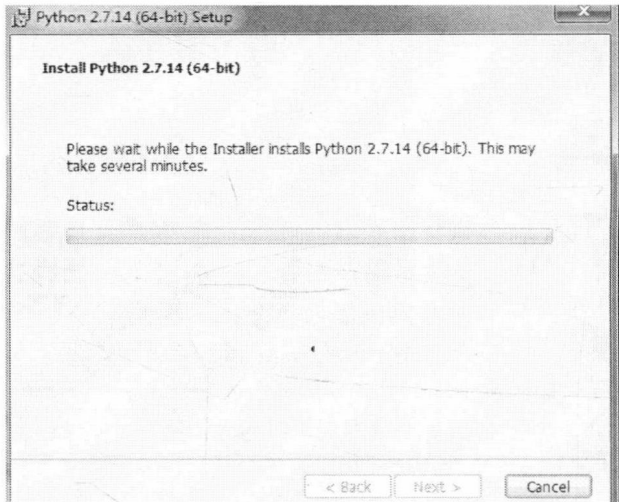 Python 2.7.14 (64-bit) Setup
Install Python 2.7.14 (64-bit)
Please wait while the Installer installs Python 2.7.14 (64-bit). This may
take several minutes.
Status:
< Back
Next >
Cancel